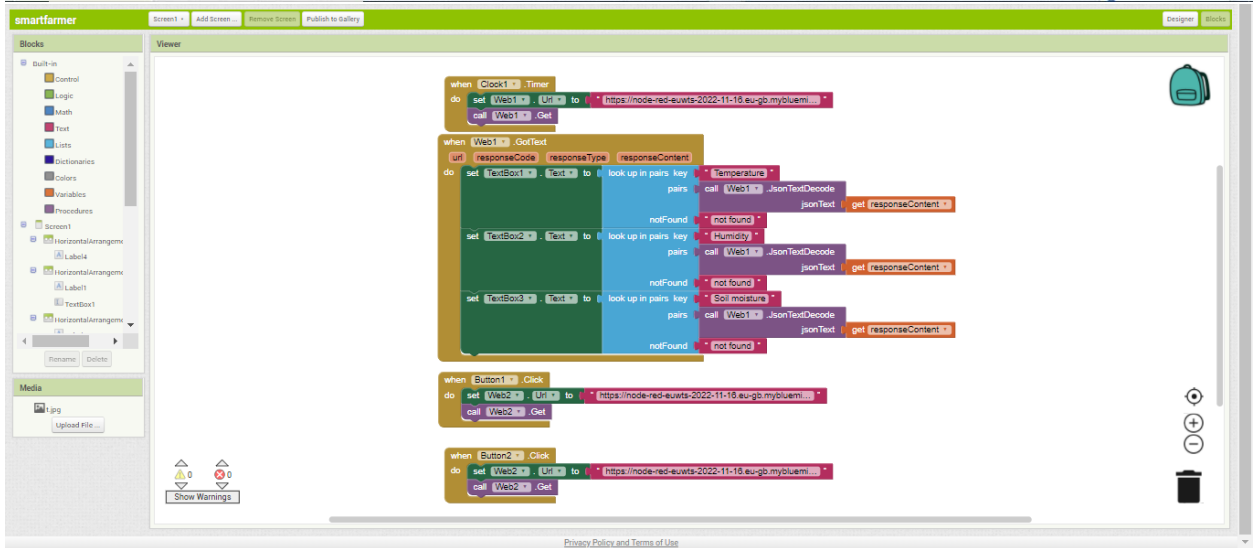 smartfarmer Screen1 Add Screen ... Remove Screen Publish to Gallery Designer Blocks
Blocks
Built-in
Control
Logic
Math
Text
Lists
Dictionaries
Colors
Variables
Procedures
Screen1
HorizontalArrangeme
Label4
HorizontalArrangeme
Label1
TextBox1
HorizontalArrangeme
Rename Delete
Media
t.jpg
Upload File ...
Viewer
when Clock1 .Timer
do set Web1 . Url to " https://node-red-euwts-2022-11-16.eu-gb.mybluemi... "
call Web1 .Get
when Web1 .GotText
url responseCode responseType responseContent
do set TextBox1 . Text to look up in pairs key " Temperature "
pairs call Web1 .JsonTextDecode
jsonText get responseContent
notFound " not found "
set TextBox2 . Text to look up in pairs key " Humidity "
pairs call Web1 .JsonTextDecode
jsonText get responseContent
notFound " not found "
set TextBox3 . Text to look up in pairs key " Soil moisture "
pairs call Web1 .JsonTextDecode
jsonText get responseContent
notFound " not found "
when Button1 .Click
do set Web2 . Url to " https://node-red-euwts-2022-11-16.eu-gb.mybluemi... "
call Web2 .Get
when Button2 .Click
do set Web2 . Url to " https://node-red-euwts-2022-11-16.eu-gb.mybluemi... "
call Web2 .Get
0 0
Show Warnings
Privacy Policy and Terms of Use